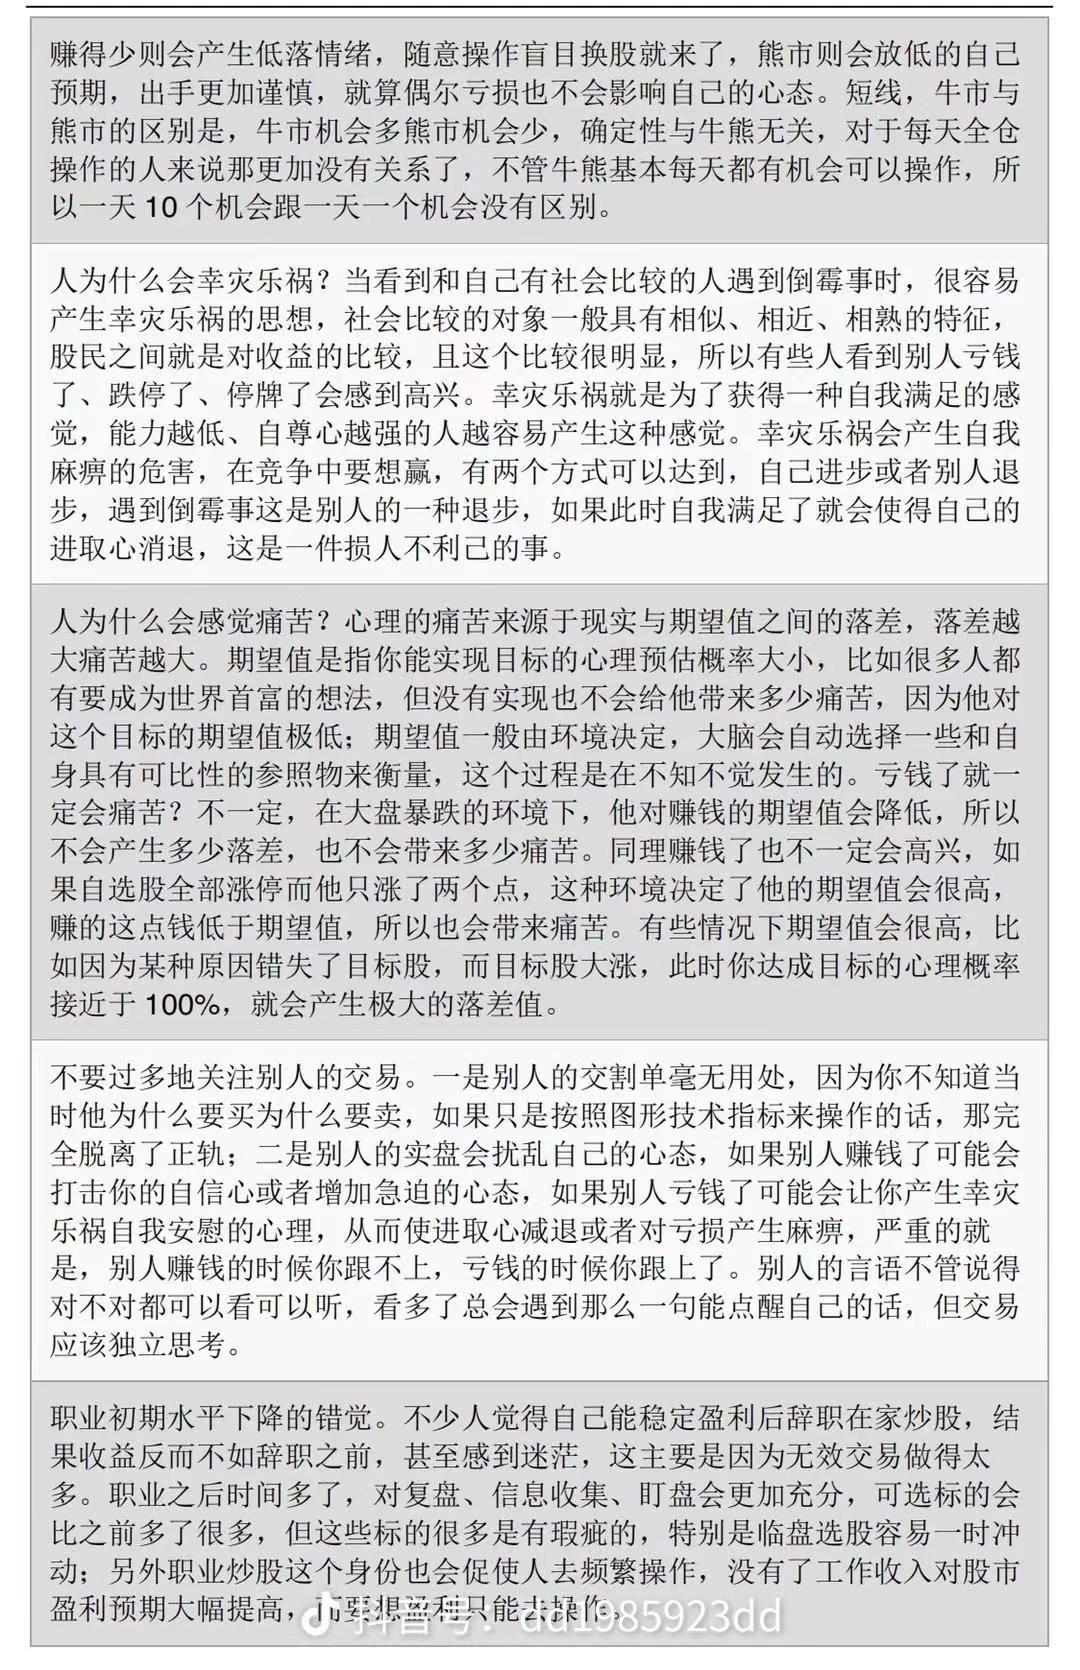 赚得少则会产生低落情绪，随意操作盲目换股就来了，熊市则会放低的自己
预期，出手更加谨慎，就算偶尔亏损也不会影响自己的心态。短线，牛市与
熊市的区别是，牛市机会多熊市机会少，确定性与牛熊无关，对于每天全仓
操作的人来说那更加没有关系了，不管牛熊基本每天都有机会可以操作，所
以一天 10 个机会跟一天一个机会没有区别。
人为什么会幸灾乐祸？当看到和自己有社会比较的人遇到倒霉事时，很容易
产生幸灾乐祸的思想，社会比较的对象一般具有相似、相近、相熟的特征，
股民之间就是对收益的比较，且这个比较很明显，所以有些人看到别人亏钱
了、跌停了、停牌了会感到高兴。幸灾乐祸就是为了获得一种自我满足的感
觉，能力越低、自尊心越强的人越容易产生这种感觉。幸灾乐祸会产生自我
麻痹的危害，在竞争中要想赢，有两个方式可以达到，自己进步或者别人退
步，遇到倒霉事这是别人的一种退步，如果此时自我满足了就会使得自己的
进取心消退，这是一件损人不利己的事。
人为什么会感觉痛苦？心理的痛苦来源于现实与期望值之间的落差，落差越
大痛苦越大。期望值是指你能实现目标的心理预估概率大小，比如很多人都
有要成为世界首富的想法，但没有实现也不会给他带来多少痛苦，因为他对
这个目标的期望值极低；期望值一般由环境决定，大脑会自动选择一些和自
身具有可比性的参照物来衡量，这个过程是在不知不觉发生的。亏钱了就一
定会痛苦？不一定，在大盘暴跌的环境下，他对赚钱的期望值会降低，所以
不会产生多少落差，也不会带来多少痛苦。同理赚钱了也不一定会高兴，如
果自选股全部涨停而他只涨了两个点，这种环境决定了他的期望值会很高，
赚的这点钱低于期望值，所以也会带来痛苦。有些情况下期望值会很高，比
如因为某种原因错失了目标股，而目标股大涨，此时你达成目标的心理概率
接近于 100%，就会产生极大的落差值。
不要过多地关注别人的交易。一是别人的交割单毫无用处，因为你不知道当
时他为什么要买为什么要卖，如果只是按照图形技术指标来操作的话，那完
全脱离了正轨；二是别人的实盘会扰乱自己的心态，如果别人赚钱了可能会
打击你的自信心或者增加急迫的心态，如果别人亏钱了可能会让你产生幸灾
乐祸自我安慰的心理，从而使进取心减退或者对亏损产生麻痹，严重的就
是，别人赚钱的时候你跟不上，亏钱的时候你跟上了。别人的言语不管说得
对不对都可以看可以听，看多了总会遇到那么一句能点醒自己的话，但交易
应该独立思考。
职业初期水平下降的错觉。不少人觉得自己能稳定盈利后辞职在家炒股，结
果收益反而不如辞职之前，甚至感到迷茫，这主要是因为无效交易做得太
多。职业之后时间多了，对复盘、信息收集、盯盘会更加充分，可选标的会
比之前多了很多，但这些标的很多是有瑕疵的，特别是临盘选股容易一时冲
动；另外职业炒股这个身份也会促使人去频繁操作，没有了工作收入对股市
盈利预期大幅提高，而要想盈利只能去操作。
抖音号：dd1985923dd